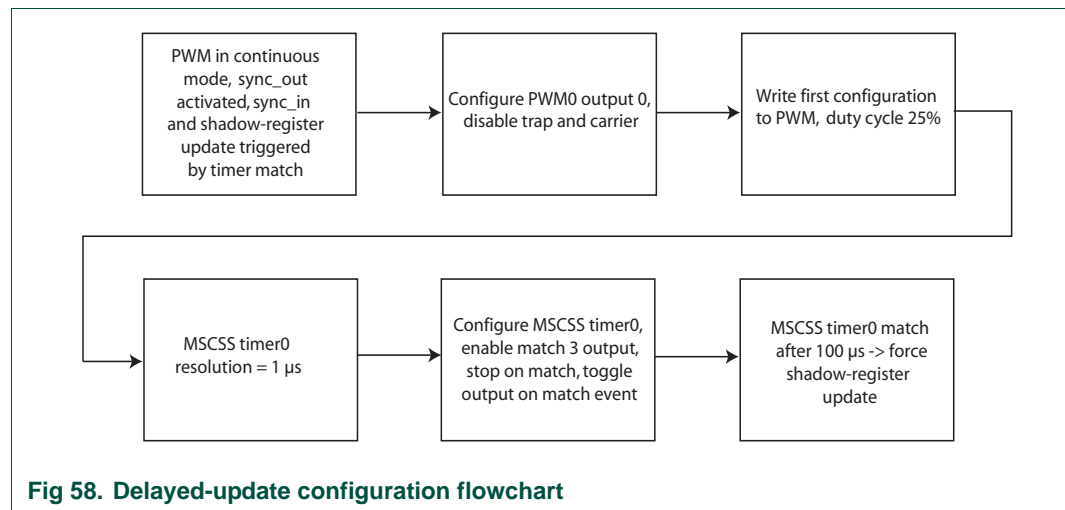 PWM in continuous
mode, sync_out
activated, sync_in
and shadow-register
update triggered
by timer match
Configure PWM0 output 0,
disable trap and carrier
Write first configuration
to PWM, duty cycle 25%
MSCSS timer0
resolution = 1 µs
Configure MSCSS timer0,
enable match 3 output,
stop on match, toggle
output on match event
MSCSS timer0 match
after 100 µs -> force
shadow-register
update
Fig 58. Delayed-update configuration flowchart